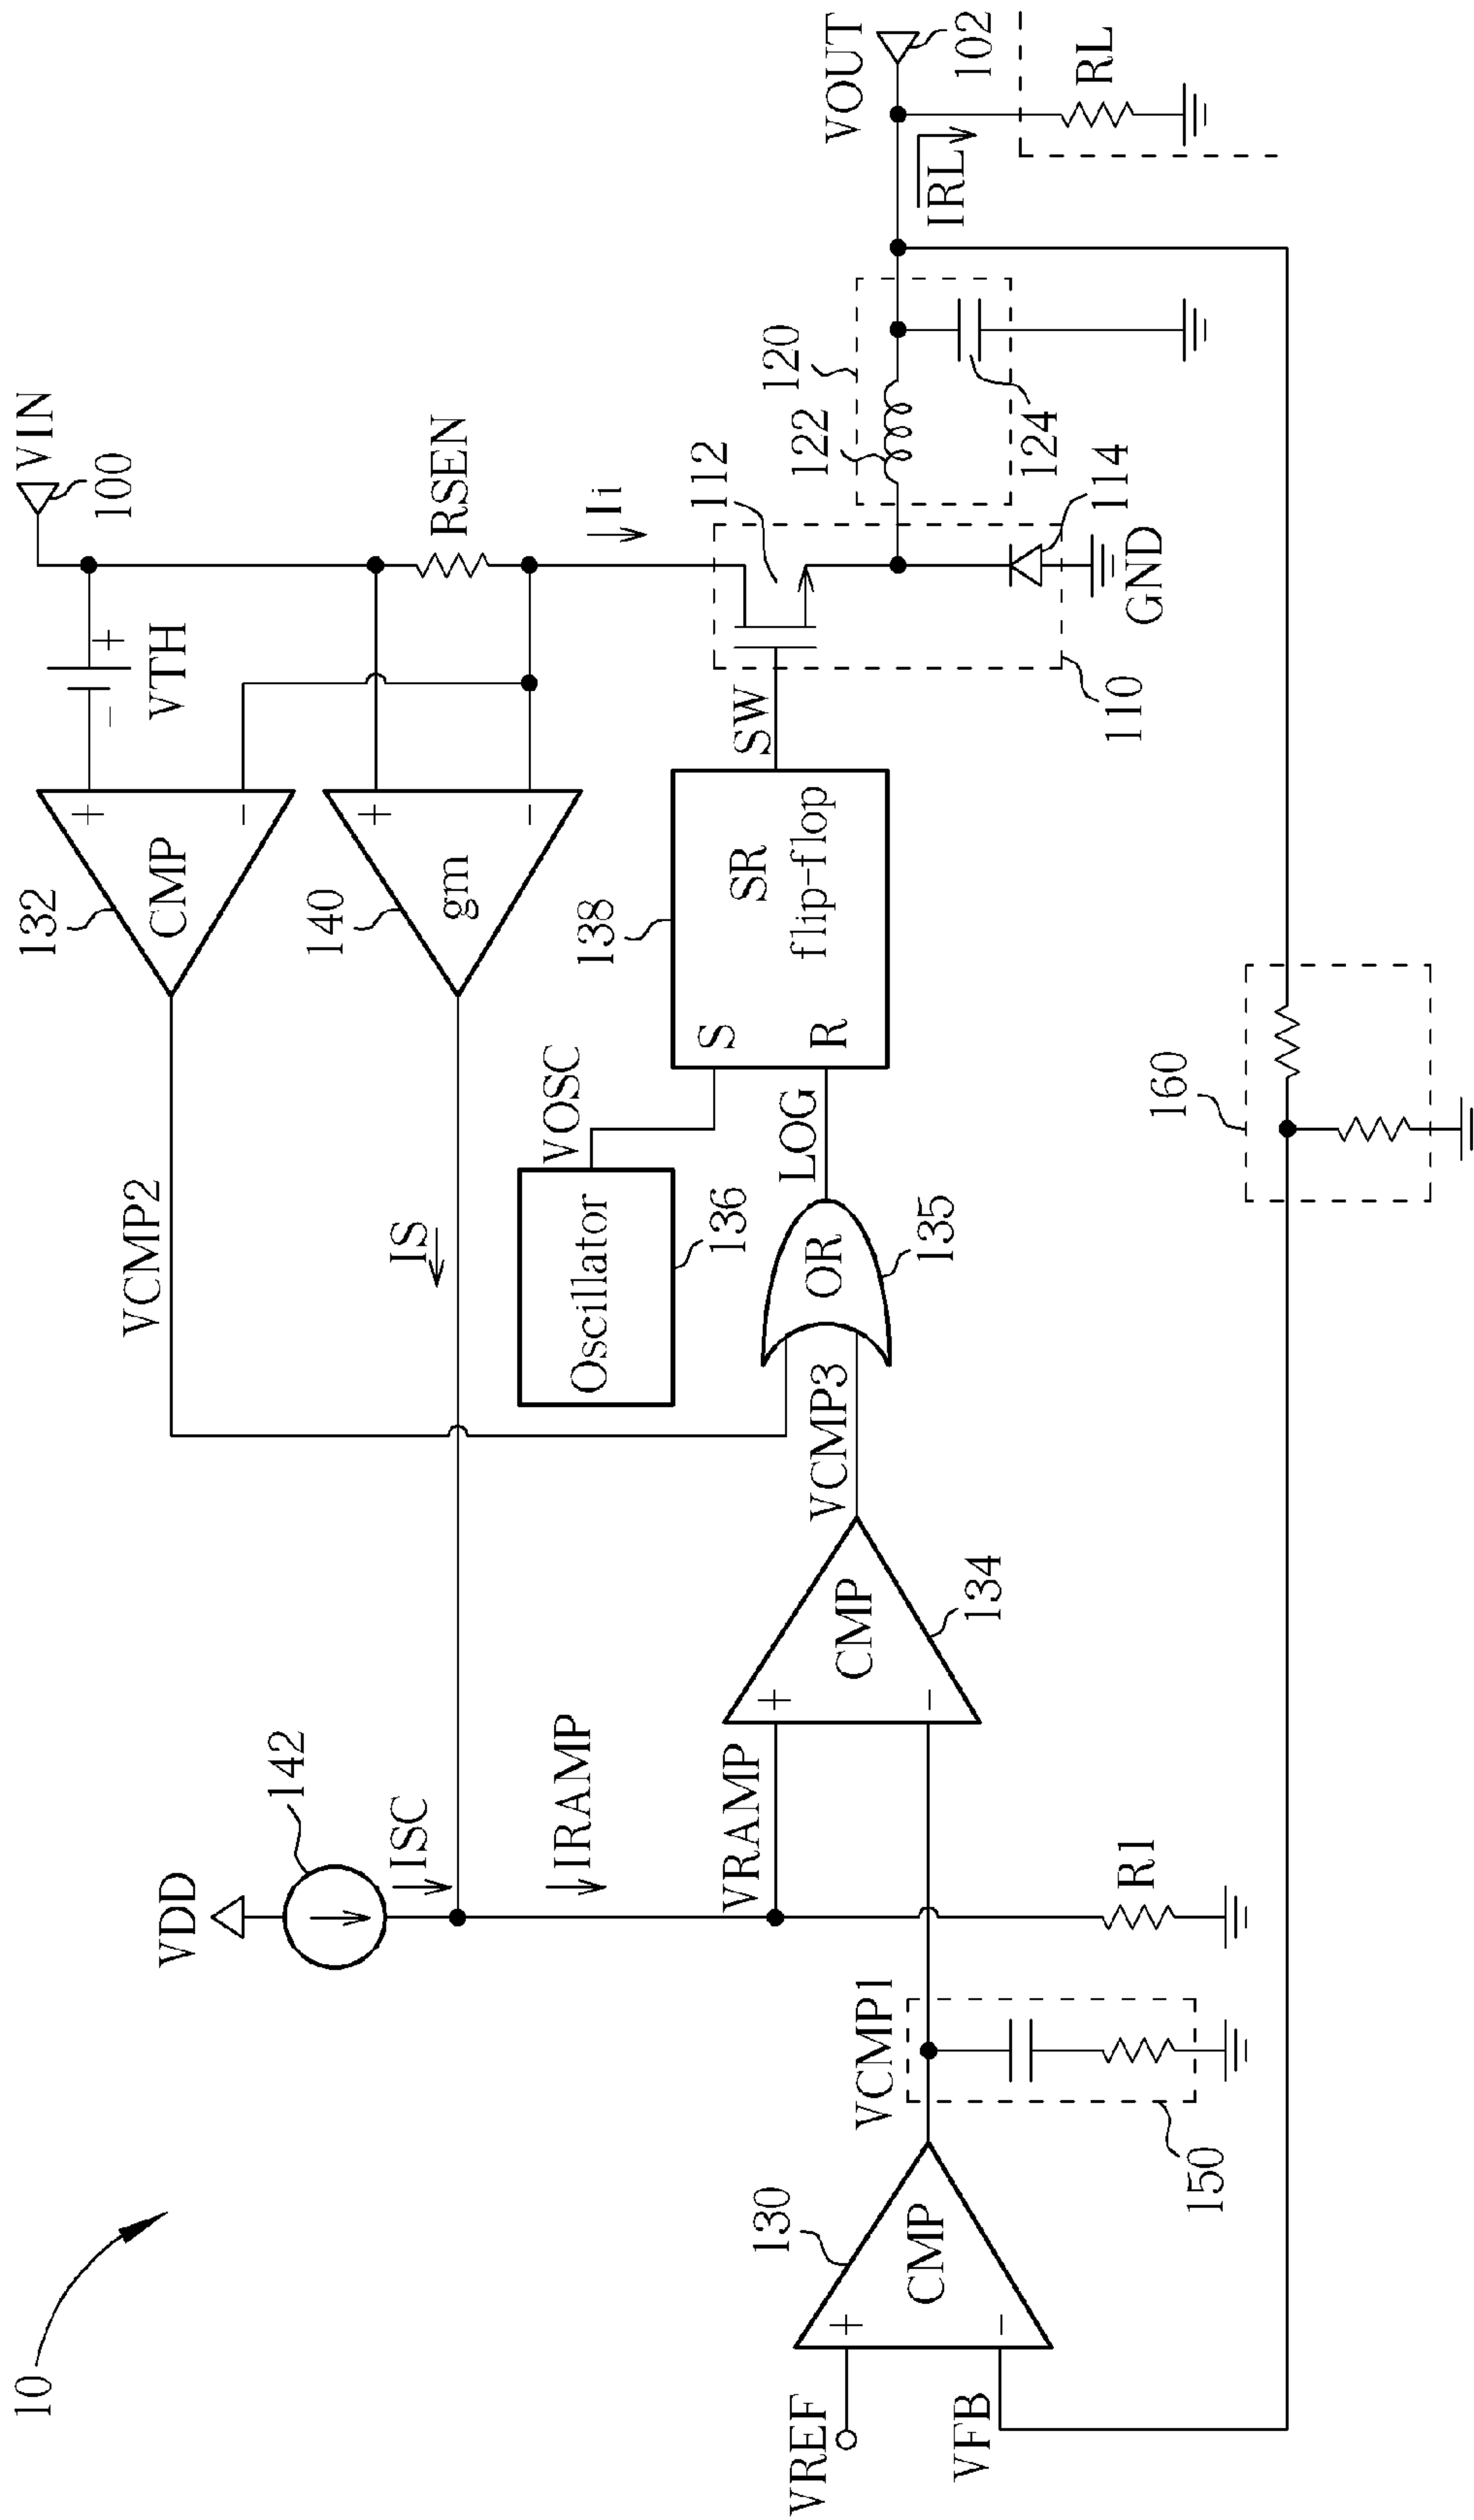 10
VIN
100
VTH
+
-
132
CMP
+
-
VCMP2
140
gm
+
-
RSEN
Ii
IS
VDD
142
ISC
IRAMP
VOSC
Oscillator
136
138
SR
flip-flop
S
R
SW
112
110
114
GND
120
122
124
VOUT
102
IRL
RL
LOG
OR
135
VCMP3
CMP
+
-
134
VRAMP
R1
VCMP1
150
130
CMP
+
-
VREF
VFB
160